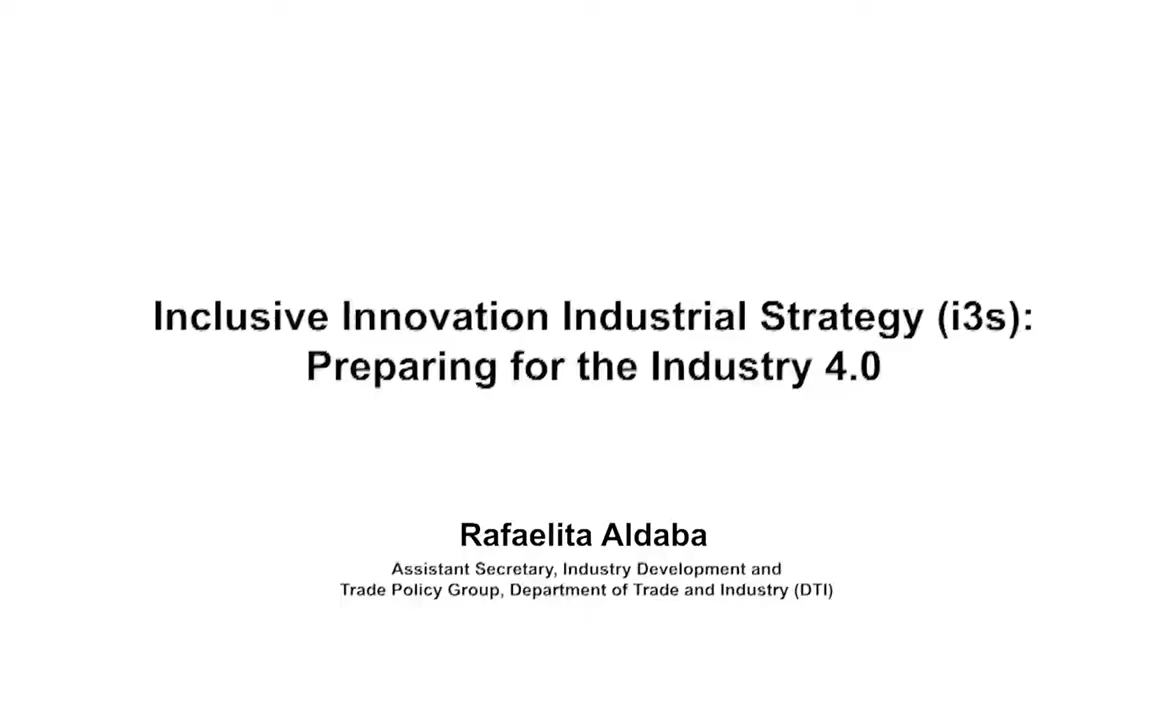 Inclusive Innovation Industrial Strategy (i3s):
Preparing for the Industry 4.0
Rafaelita Aldaba
Assistant Secretary, Industry Development and
Trade Policy Group, Department of Trade and Industry (DTI)